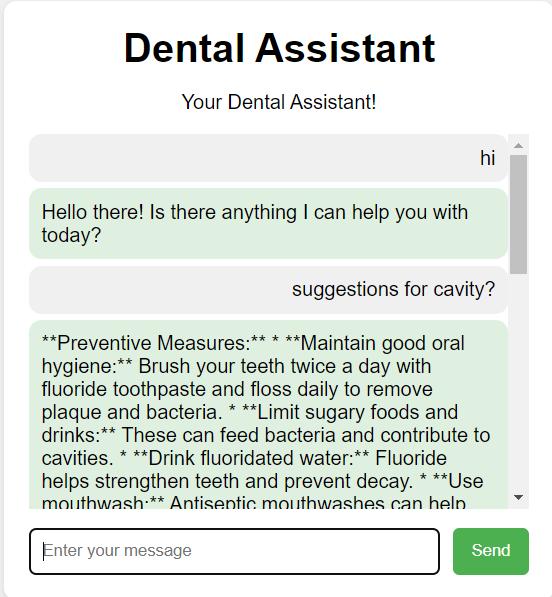 Dental Assistant
Your Dental Assistant!
hi
Hello there! Is there anything I can help you with
today?
suggestions for cavity?
**Preventive Measures:** * **Maintain good oral
hygiene:** Brush your teeth twice a day with
fluoride toothpaste and floss daily to remove
plaque and bacteria. * **Limit sugary foods and
drinks:** These can feed bacteria and contribute to
cavities. * **Drink fluoridated water:** Fluoride
helps strengthen teeth and prevent decay. * **Use
mouthwash:** Antiseptic mouthwashes can help
Enter your message
Send